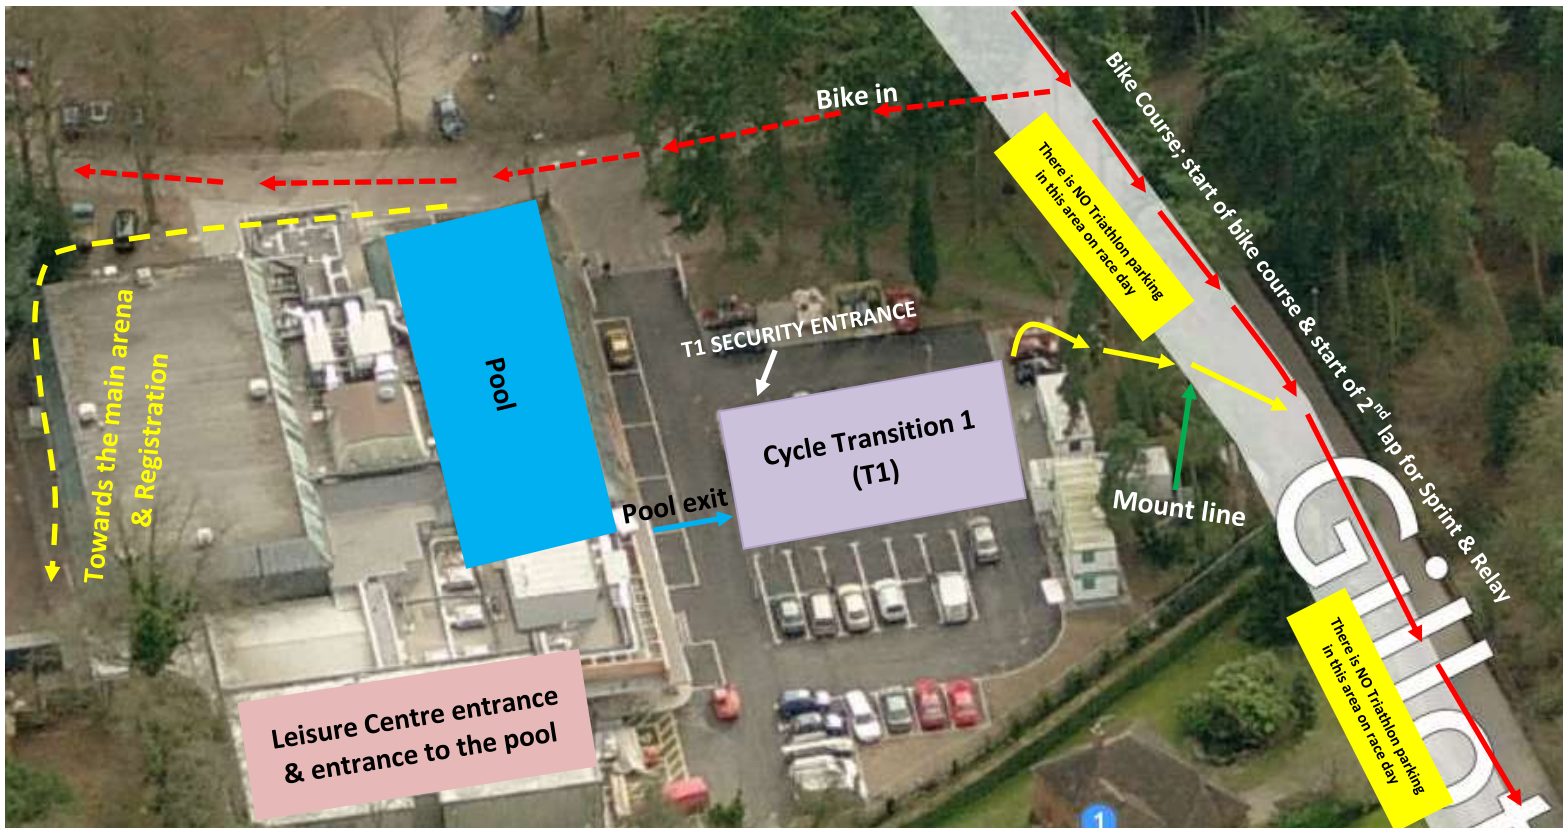 Bike in
Bike Course; start of bike course & start of 2nd lap for Sprint & Relay
There is NO Triathlon parking
in this area on race day
T1 SECURITY ENTRANCE
Towards the main arena
& Registration
Pool
Cycle Transition 1
(T1)
Pool exit
Mount line
There is NO Triathlon parking
in this area on race day
Leisure Centre entrance
& entrance to the pool
1